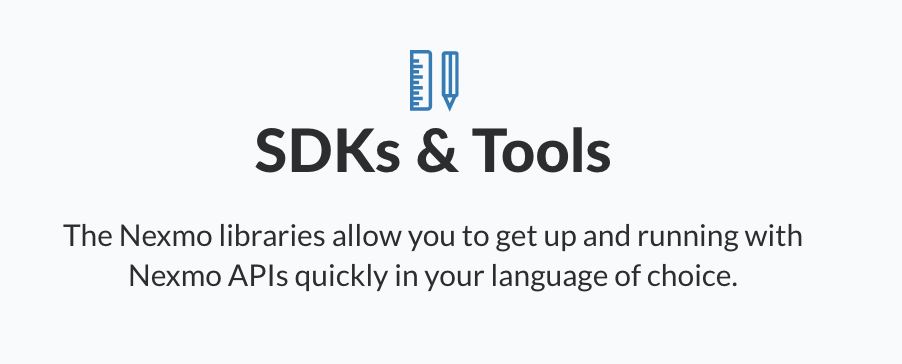 SDKs & Tools
The Nexmo libraries allow you to get up and running with
Nexmo APIs quickly in your language of choice.